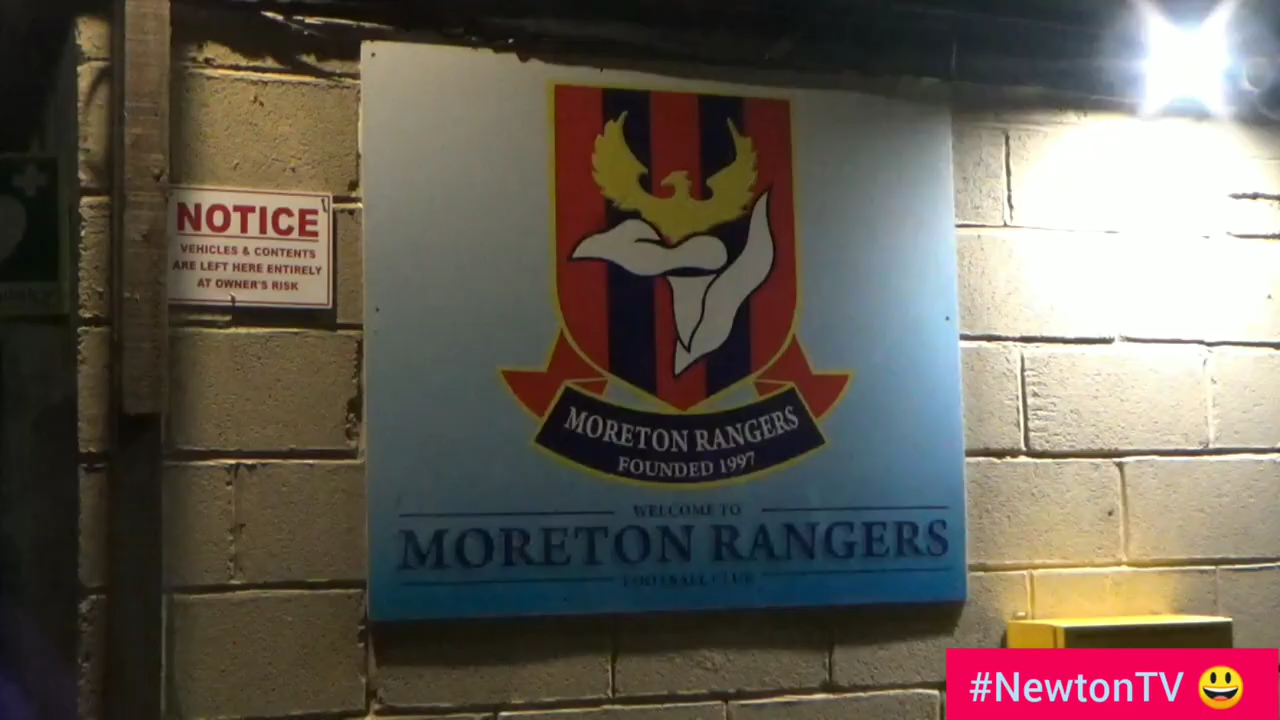 NOTICE
VEHICLES & CONTENTS
ARE LEFT HERE ENTIRELY
AT OWNER'S RISK
MORETON RANGERS
FOUNDED 1997
WELCOME TO
MORETON RANGERS
FOOTBALL CLUB
#NewtonTV 😃